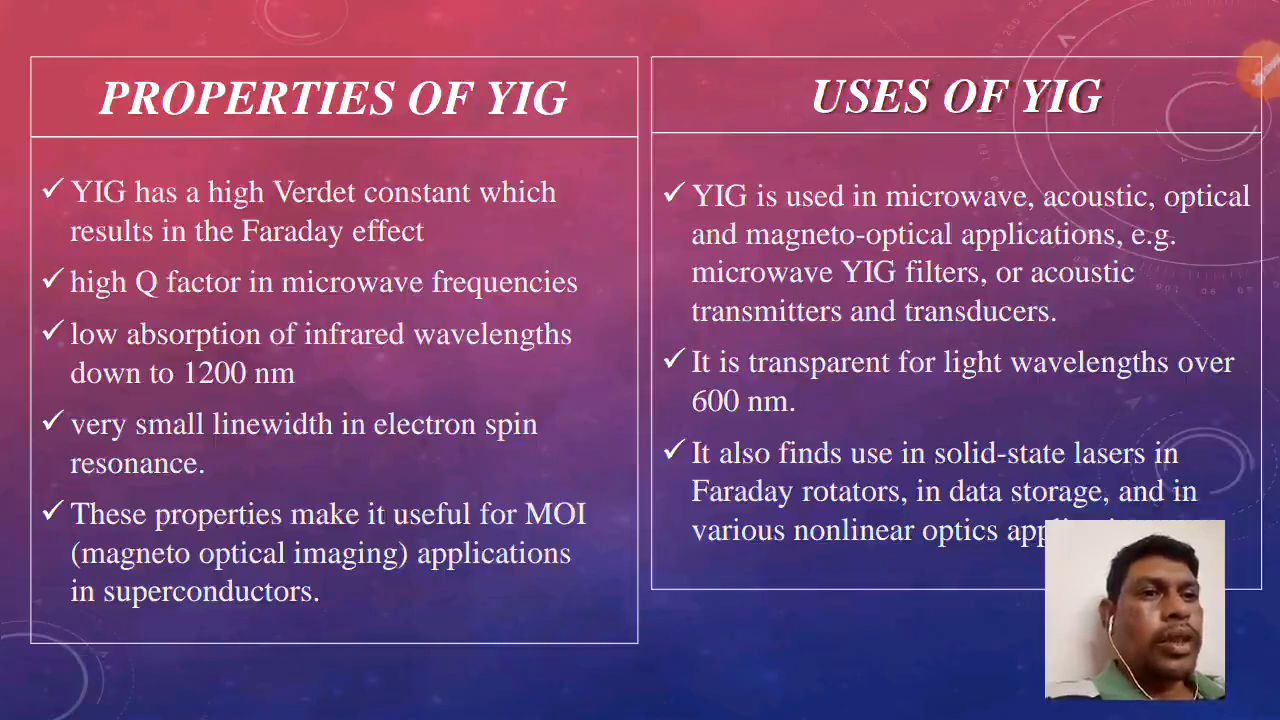 PROPERTIES OF YIG
YIG has a high Verdet constant which
results in the Faraday effect
high Q factor in microwave frequencies
low absorption of infrared wavelengths
down to 1200 nm
very small linewidth in electron spin
resonance.
These properties make it useful for MOI
(magneto optical imaging) applications
in superconductors.
USES OF YIG
YIG is used in microwave, acoustic, optical
and magneto-optical applications, e.g.
microwave YIG filters, or acoustic
transmitters and transducers.
It is transparent for light wavelengths over
600 nm.
It also finds use in solid-state lasers in
Faraday rotators, in data storage, and in
various nonlinear optics